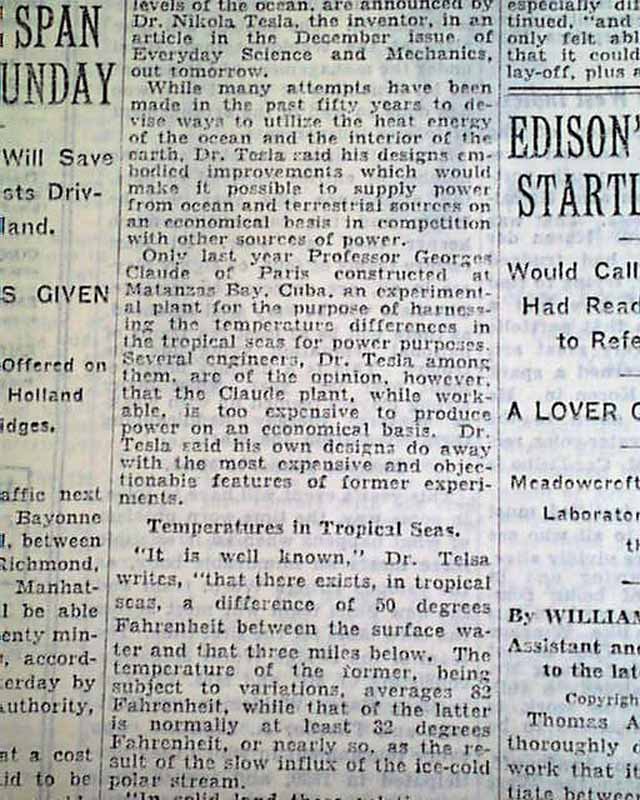 SPAN
UNDAY
Will Save
sts Driv-
land.
S GIVEN
Offered on
Holland
idges.
affic next
Bayonne
, between
Richmond,
Manhat-
l be able
enty min-
, accord-
terday by
Authority,
at a cost
id to be
levels of the ocean, are announced by
Dr. Nikola Tesla, the inventor, in an
article in the December issue of
Everyday Science and Mechanics,
out tomorrow.
While many attempts have been
made in the past fifty years to de-
vise ways to utilize the heat energy
of the ocean and the interior of the
earth, Dr. Tesla said his designs em-
bodied improvements which would
make it possible to supply power
from ocean and terrestrial sources on
an economical basis in competition
with other sources of power.
Only last year Professor Georges
Claude of Paris constructed at
Matanzas Bay, Cuba, an experiment-
al plant for the purpose of harness-
ing the temperature differences in
the tropical seas for power purposes.
Several engineers, Dr. Tesla among
them, are of the opinion, however,
that the Claude plant, while work-
able, is too expensive to produce
power on an economical basis. Dr.
Tesla said his own designs do away
with the most expensive and objec-
tionable features of former experi-
ments.
Temperatures in Tropical Seas.
"It is well known," Dr. Telsa
writes, "that there exists, in tropical
seas, a difference of 50 degrees
Fahrenheit between the surface wa-
ter and that three miles below. The
temperature of the former, being
subject to variations, averages 82
Fahrenheit, while that of the latter
is normally at least 32 degrees
Fahrenheit, or nearly so, as the re-
sult of the slow influx of the ice-cold
polar stream.
"In solid land these
especially di
tinued, "and
only felt abl
that it could
lay-off, plus a
EDISON'
STARTL
Would Call
Had Read
to Refe
A LOVER O
Meadowcroft
Laborator
th
By WILLIAM
Assistant and
to the lat
Copyright
Thomas A
thoroughly
work that it
tiate between